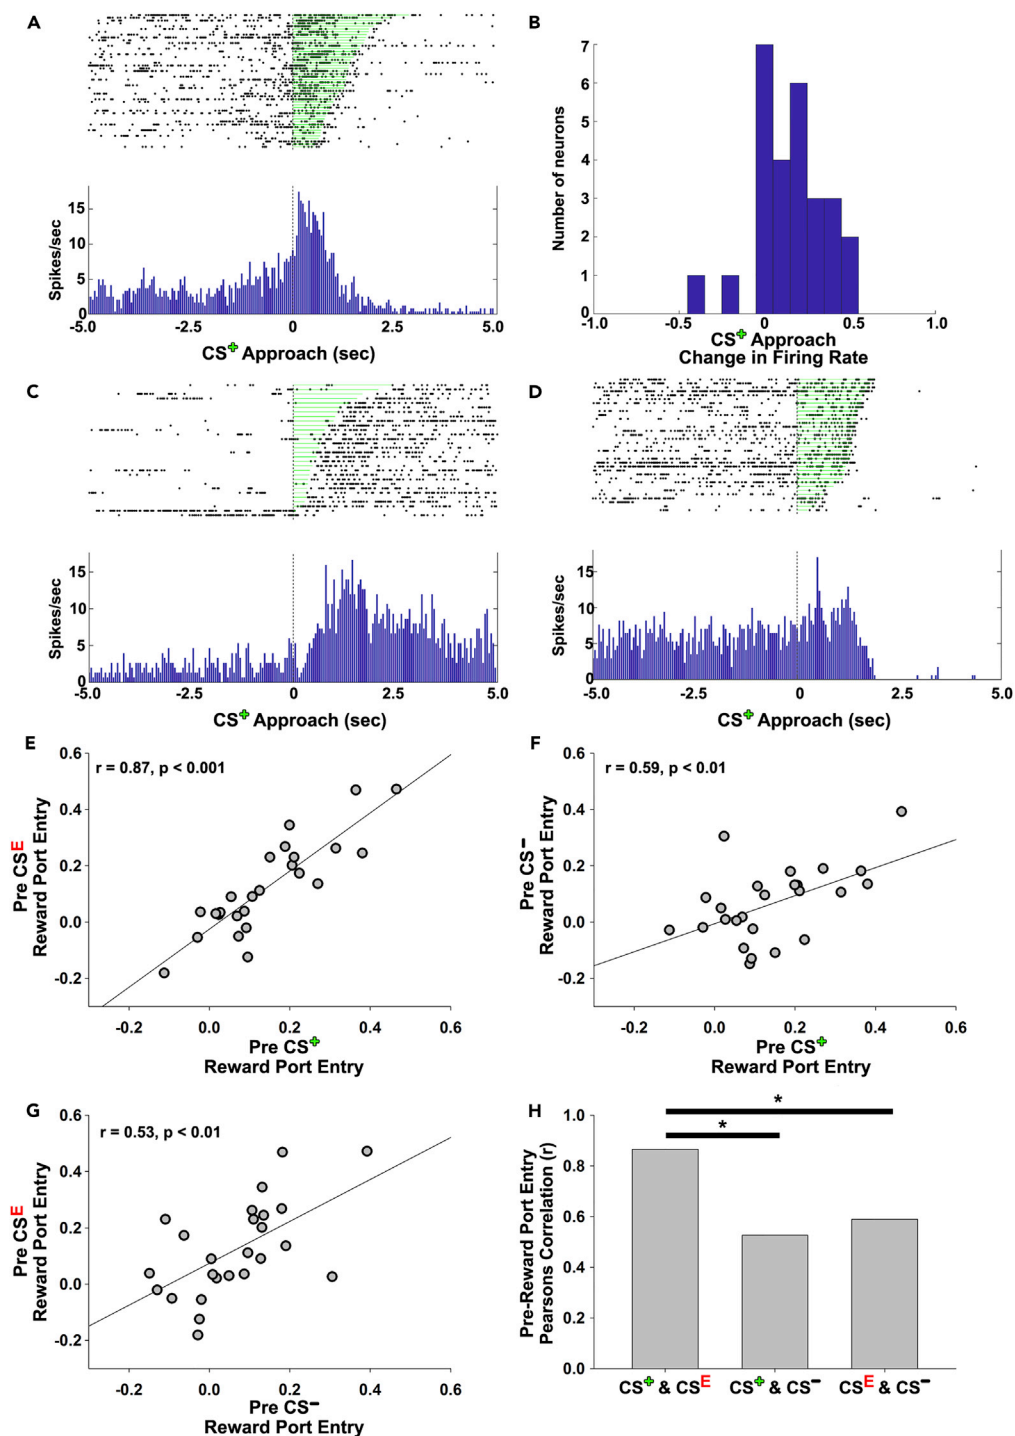 A
15
10
5
0
Spikes/sec
-5.0 -2.5 0 2.5 5.0
CS+ Approach (sec)
B
7
6
5
4
3
2
1
0
Number of neurons
-1.0 -0.5 0 0.5 1.0
CS+ Approach
Change in Firing Rate
C
15
10
5
0
Spikes/sec
-5.0 -2.5 0 2.5 5.0
CS+ Approach (sec)
D
15
10
5
0
Spikes/sec
-5.0 -2.5 0 2.5 5.0
CS+ Approach (sec)
E
r = 0.87, p < 0.001
0.6
0.4
0.2
0.0
-0.2
Pre CSE
Reward Port Entry
-0.2 0.0 0.2 0.4 0.6
Pre CS+
Reward Port Entry
F
r = 0.59, p < 0.01
0.6
0.4
0.2
0.0
-0.2
Pre CS-
Reward Port Entry
-0.2 0.0 0.2 0.4 0.6
Pre CS+
Reward Port Entry
G
r = 0.53, p < 0.01
0.6
0.4
0.2
0.0
-0.2
Pre CSE
Reward Port Entry
-0.2 0.0 0.2 0.4 0.6
Pre CS-
Reward Port Entry
H
*
*
1.0
0.8
0.6
0.4
0.2
0.0
Pre-Reward Port Entry
Pearsons Correlation (r)
CS+ & CSE CS+ & CS- CSE & CS-